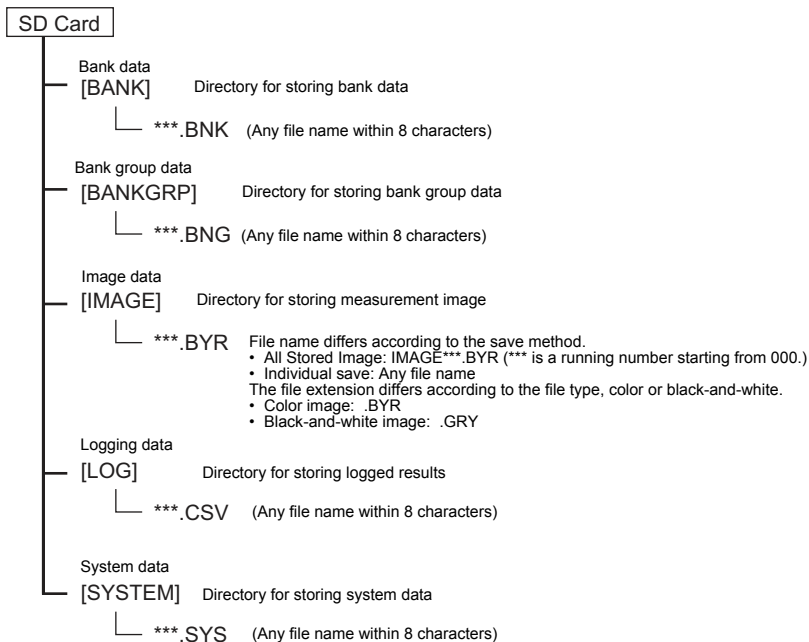 SD Card
Bank data
[BANK] Directory for storing bank data
***.BNK (Any file name within 8 characters)
Bank group data
[BANKGRP] Directory for storing bank group data
***.BNG (Any file name within 8 characters)
Image data
[IMAGE] Directory for storing measurement image
***.BYR File name differs according to the save method.
• All Stored Image: IMAGE***.BYR (*** is a running number starting from 000.)
• Individual save: Any file name
The file extension differs according to the file type, color or black-and-white.
• Color image: .BYR
• Black-and-white image: .GRY
Logging data
[LOG] Directory for storing logged results
***.CSV (Any file name within 8 characters)
System data
[SYSTEM] Directory for storing system data
***.SYS (Any file name within 8 characters)